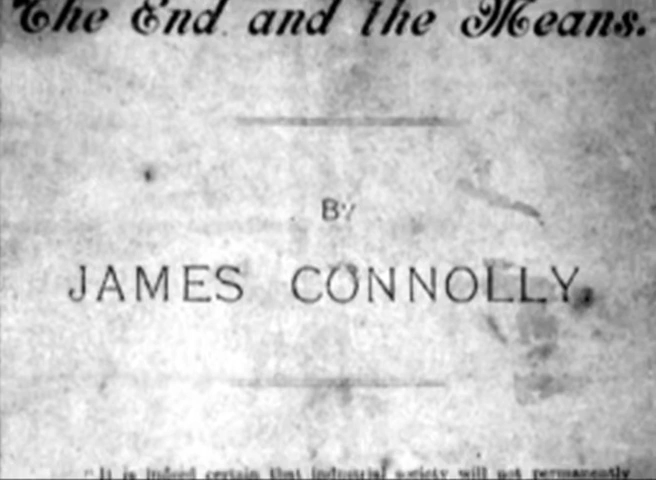 The End and the Means.
BY
JAMES CONNOLLY.
"It is indeed certain that industrial society will not permanently